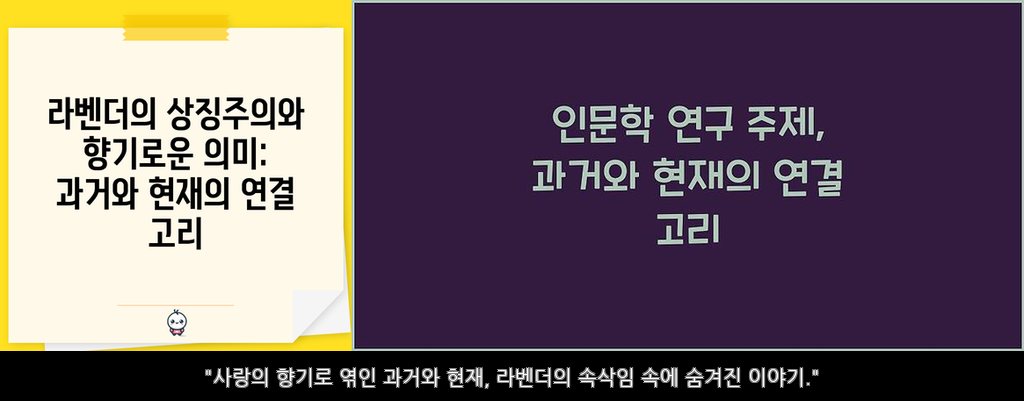 라벤더의 상징주의와
향기로운 의미:
과거와 현재의 연결
고리
인문학 연구 주제,
과거와 현재의 연결
고리
"사랑의 향기로 엮인 과거와 현재, 라벤더의 속삭임 속에 숨겨진 이야기."